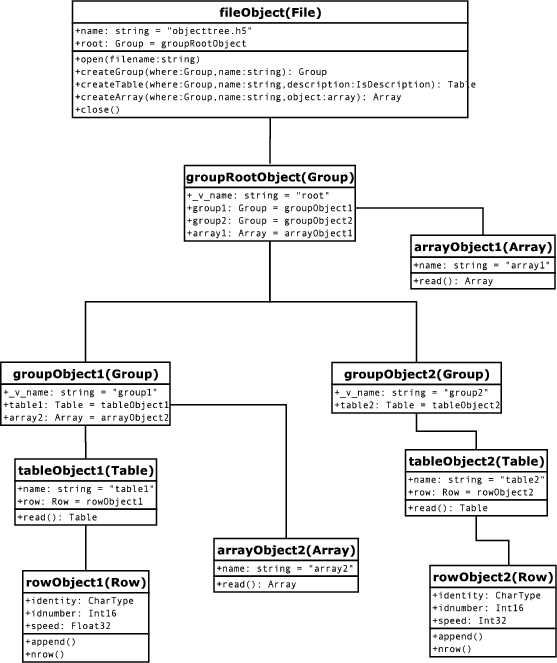 fileObject(File)
+name: string = "objecttree.h5"
+root: Group = groupRootObject
+open(filename:string)
+createGroup(where:Group,name:string): Group
+createTable(where:Group,name:string,description:IsDescription): Table
+createArray(where:Group,name:string,object:array): Array
+close()
groupRootObject(Group)
+_v_name: string = "root"
+group1: Group = groupObject1
+group2: Group = groupObject2
+array1: Array = arrayObject1
arrayObject1(Array)
+name: string = "array1"
+read(): Array
groupObject1(Group)
+_v_name: string = "group1"
+table1: Table = tableObject1
+array2: Array = arrayObject2
groupObject2(Group)
+_v_name: string = "group2"
+table2: Table = tableObject2
tableObject1(Table)
+name: string = "table1"
+row: Row = rowObject1
+read(): Table
tableObject2(Table)
+name: string = "table2"
+row: Row = rowObject2
+read(): Table
arrayObject2(Array)
+name: string = "array2"
+read(): Array
rowObject1(Row)
+identity: CharType
+idnumber: Int16
+speed: Float32
+append()
+nrow()
rowObject2(Row)
+identity: CharType
+idnumber: Int16
+speed: Int32
+append()
+nrow()